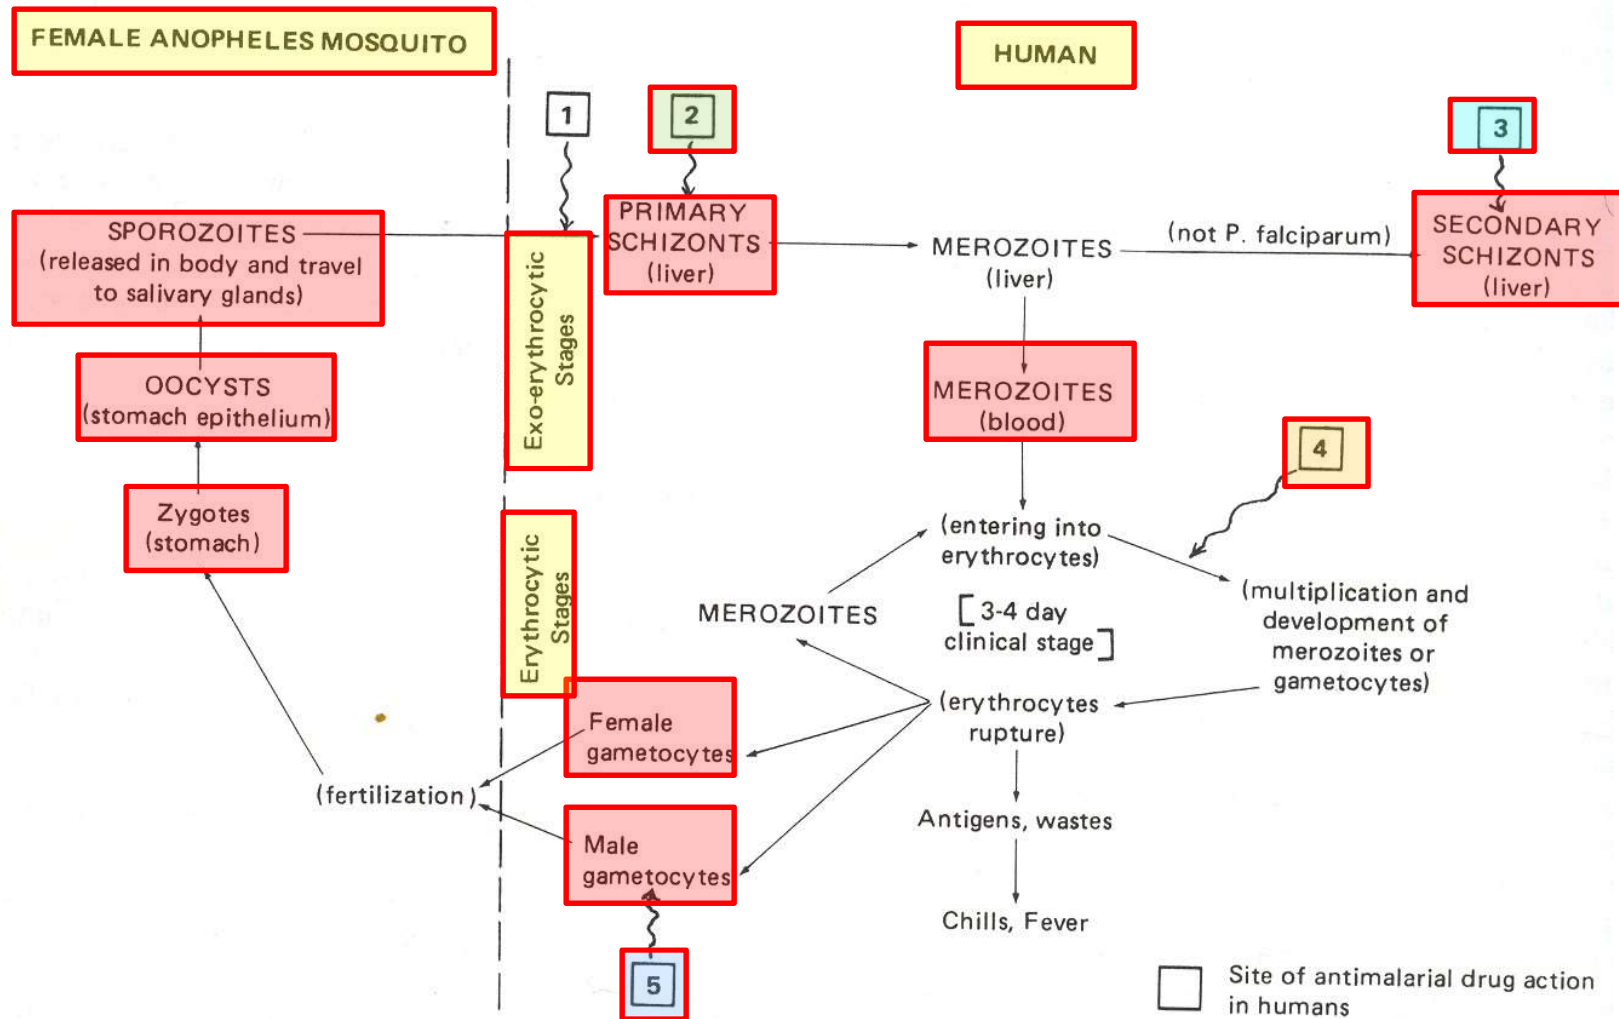 FEMALE ANOPHELES MOSQUITO
HUMAN
1
2
3
SPOROZOITES
(released in body and travel
to salivary glands)
PRIMARY
SCHIZONTS
(liver)
MEROZOITES
(liver)
(not P. falciparum)
SECONDARY
SCHIZONTS
(liver)
Exo-erythrocytic
Stages
OOCYSTS
(stomach epithelium)
MEROZOITES
(blood)
4
Zygotes
(stomach)
Erythrocytic
Stages
(entering into
erythrocytes)
MEROZOITES
[3-4 day
clinical stage]
(multiplication and
development of
merozoites or
gametocytes)
(erythrocytes
rupture)
Female
gametocytes
(fertilization)
Male
gametocytes
Antigens, wastes
Chills, Fever
5
Site of antimalarial drug action
in humans